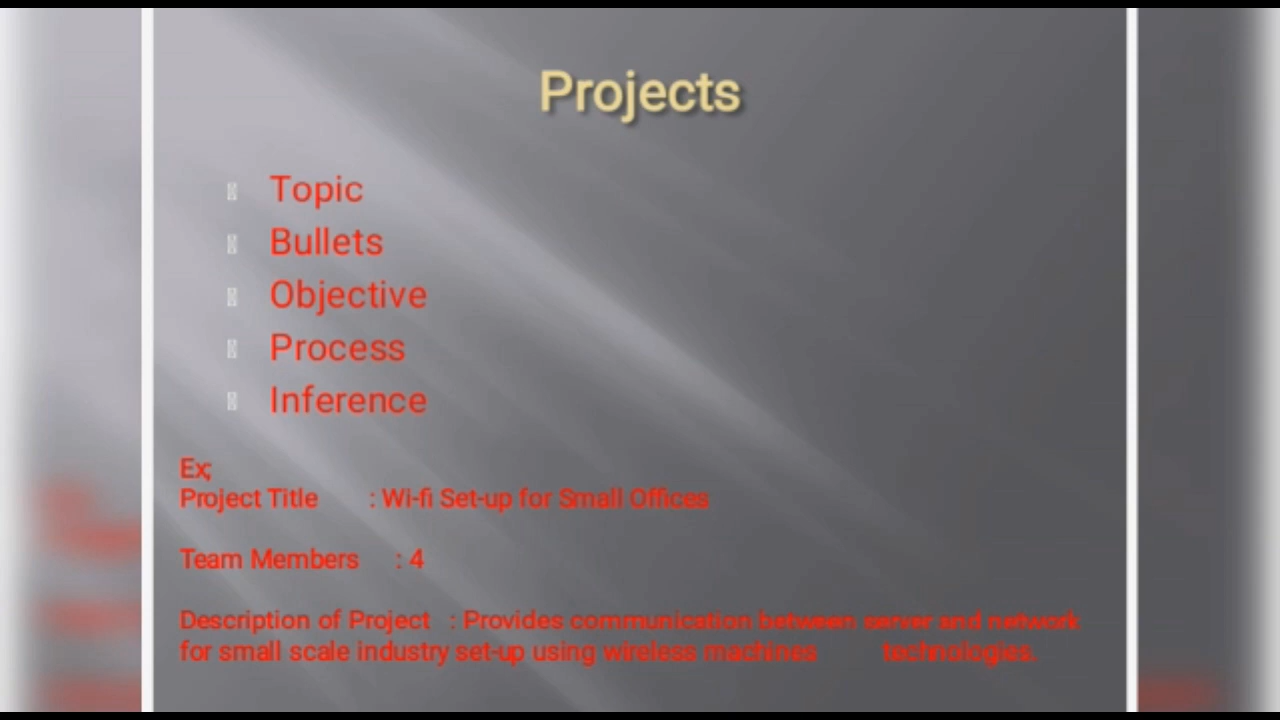 Projects
Topic
Bullets
Objective
Process
Inference
Ex;
Project Title : Wi-fi Set-up for Small Offices
Team Members : 4
Description of Project : Provides communication between server and network
for small scale industry set-up using wireless machines technologies.